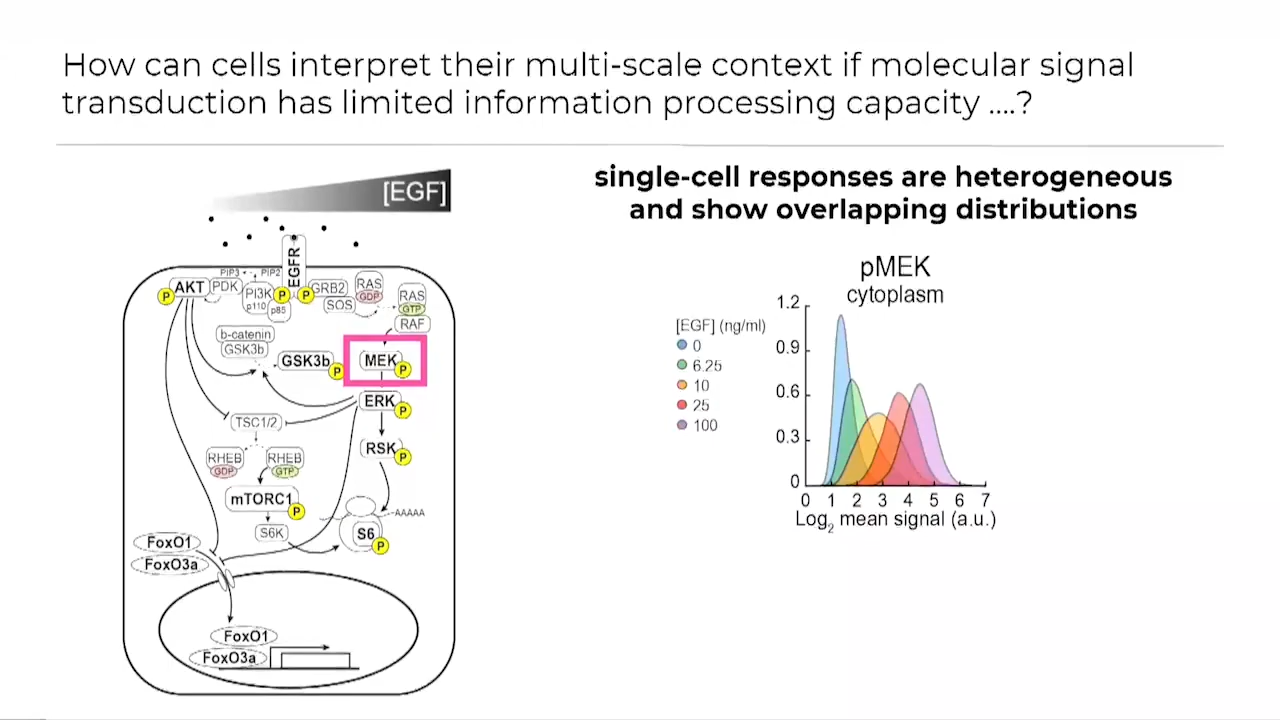 How can cells interpret their multi-scale context if molecular signal
transduction has limited information processing capacity ....?
single-cell responses are heterogeneous
and show overlapping distributions
[EGF]
EGFR
PIP3
PIP2
AKT
P
PDK
PI3K
p110
p85
P
P
GRB2
SOS
RAS
GDP
RAS
GTP
RAF
b-catenin
GSK3b
GSK3b
P
MEK
P
ERK
P
TSC1/2
RSK
P
RHEB
GDP
RHEB
GTP
mTORC1
P
S6K
AAAAA
S6
P
FoxO1
FoxO3a
FoxO1
FoxO3a
pMEK
cytoplasm
[EGF] (ng/ml)
0
6.25
10
25
100
1.2
0.9
0.6
0.3
0
0 1 2 3 4 5 6 7
Log2 mean signal (a.u.)